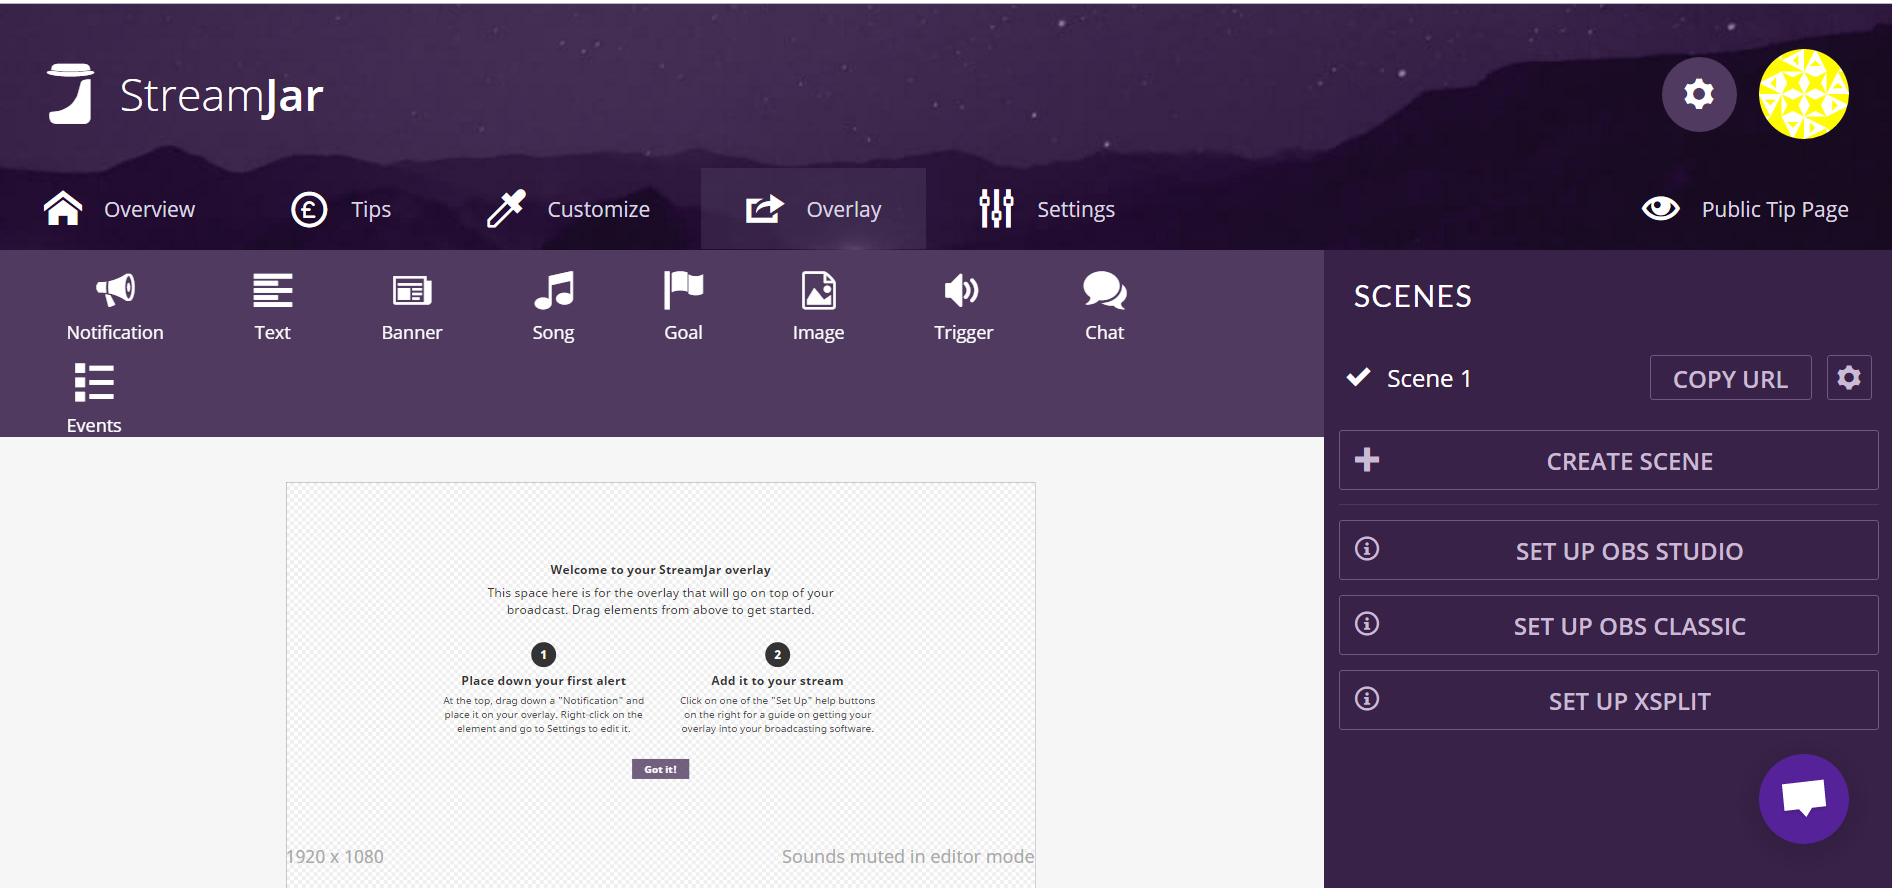 StreamJar
Overview
Tips
Customize
Overlay
Settings
Public Tip Page
Notification
Text
Banner
Song
Goal
Image
Trigger
Chat
Events
SCENES
Scene 1
COPY URL
CREATE SCENE
SET UP OBS STUDIO
SET UP OBS CLASSIC
SET UP XSPLIT
Welcome to your StreamJar overlay
This space here is for the overlay that will go on top of your
broadcast. Drag elements from above to get started.
1
Place down your first alert
At the top, drag down a "Notification" and
place it on your overlay. Right-click on the
element and go to Settings to edit it.
2
Add it to your stream
Click on one of the "Set Up" help buttons
on the right for a guide on getting your
overlay into your broadcasting software.
Got it!
1920 x 1080
Sounds muted in editor mode